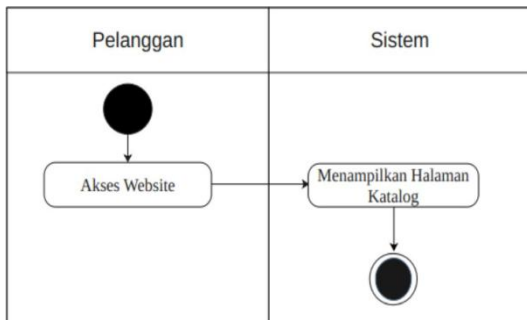 Pelanggan
Sistem
Akses Website
Menampilkan Halaman
Katalog